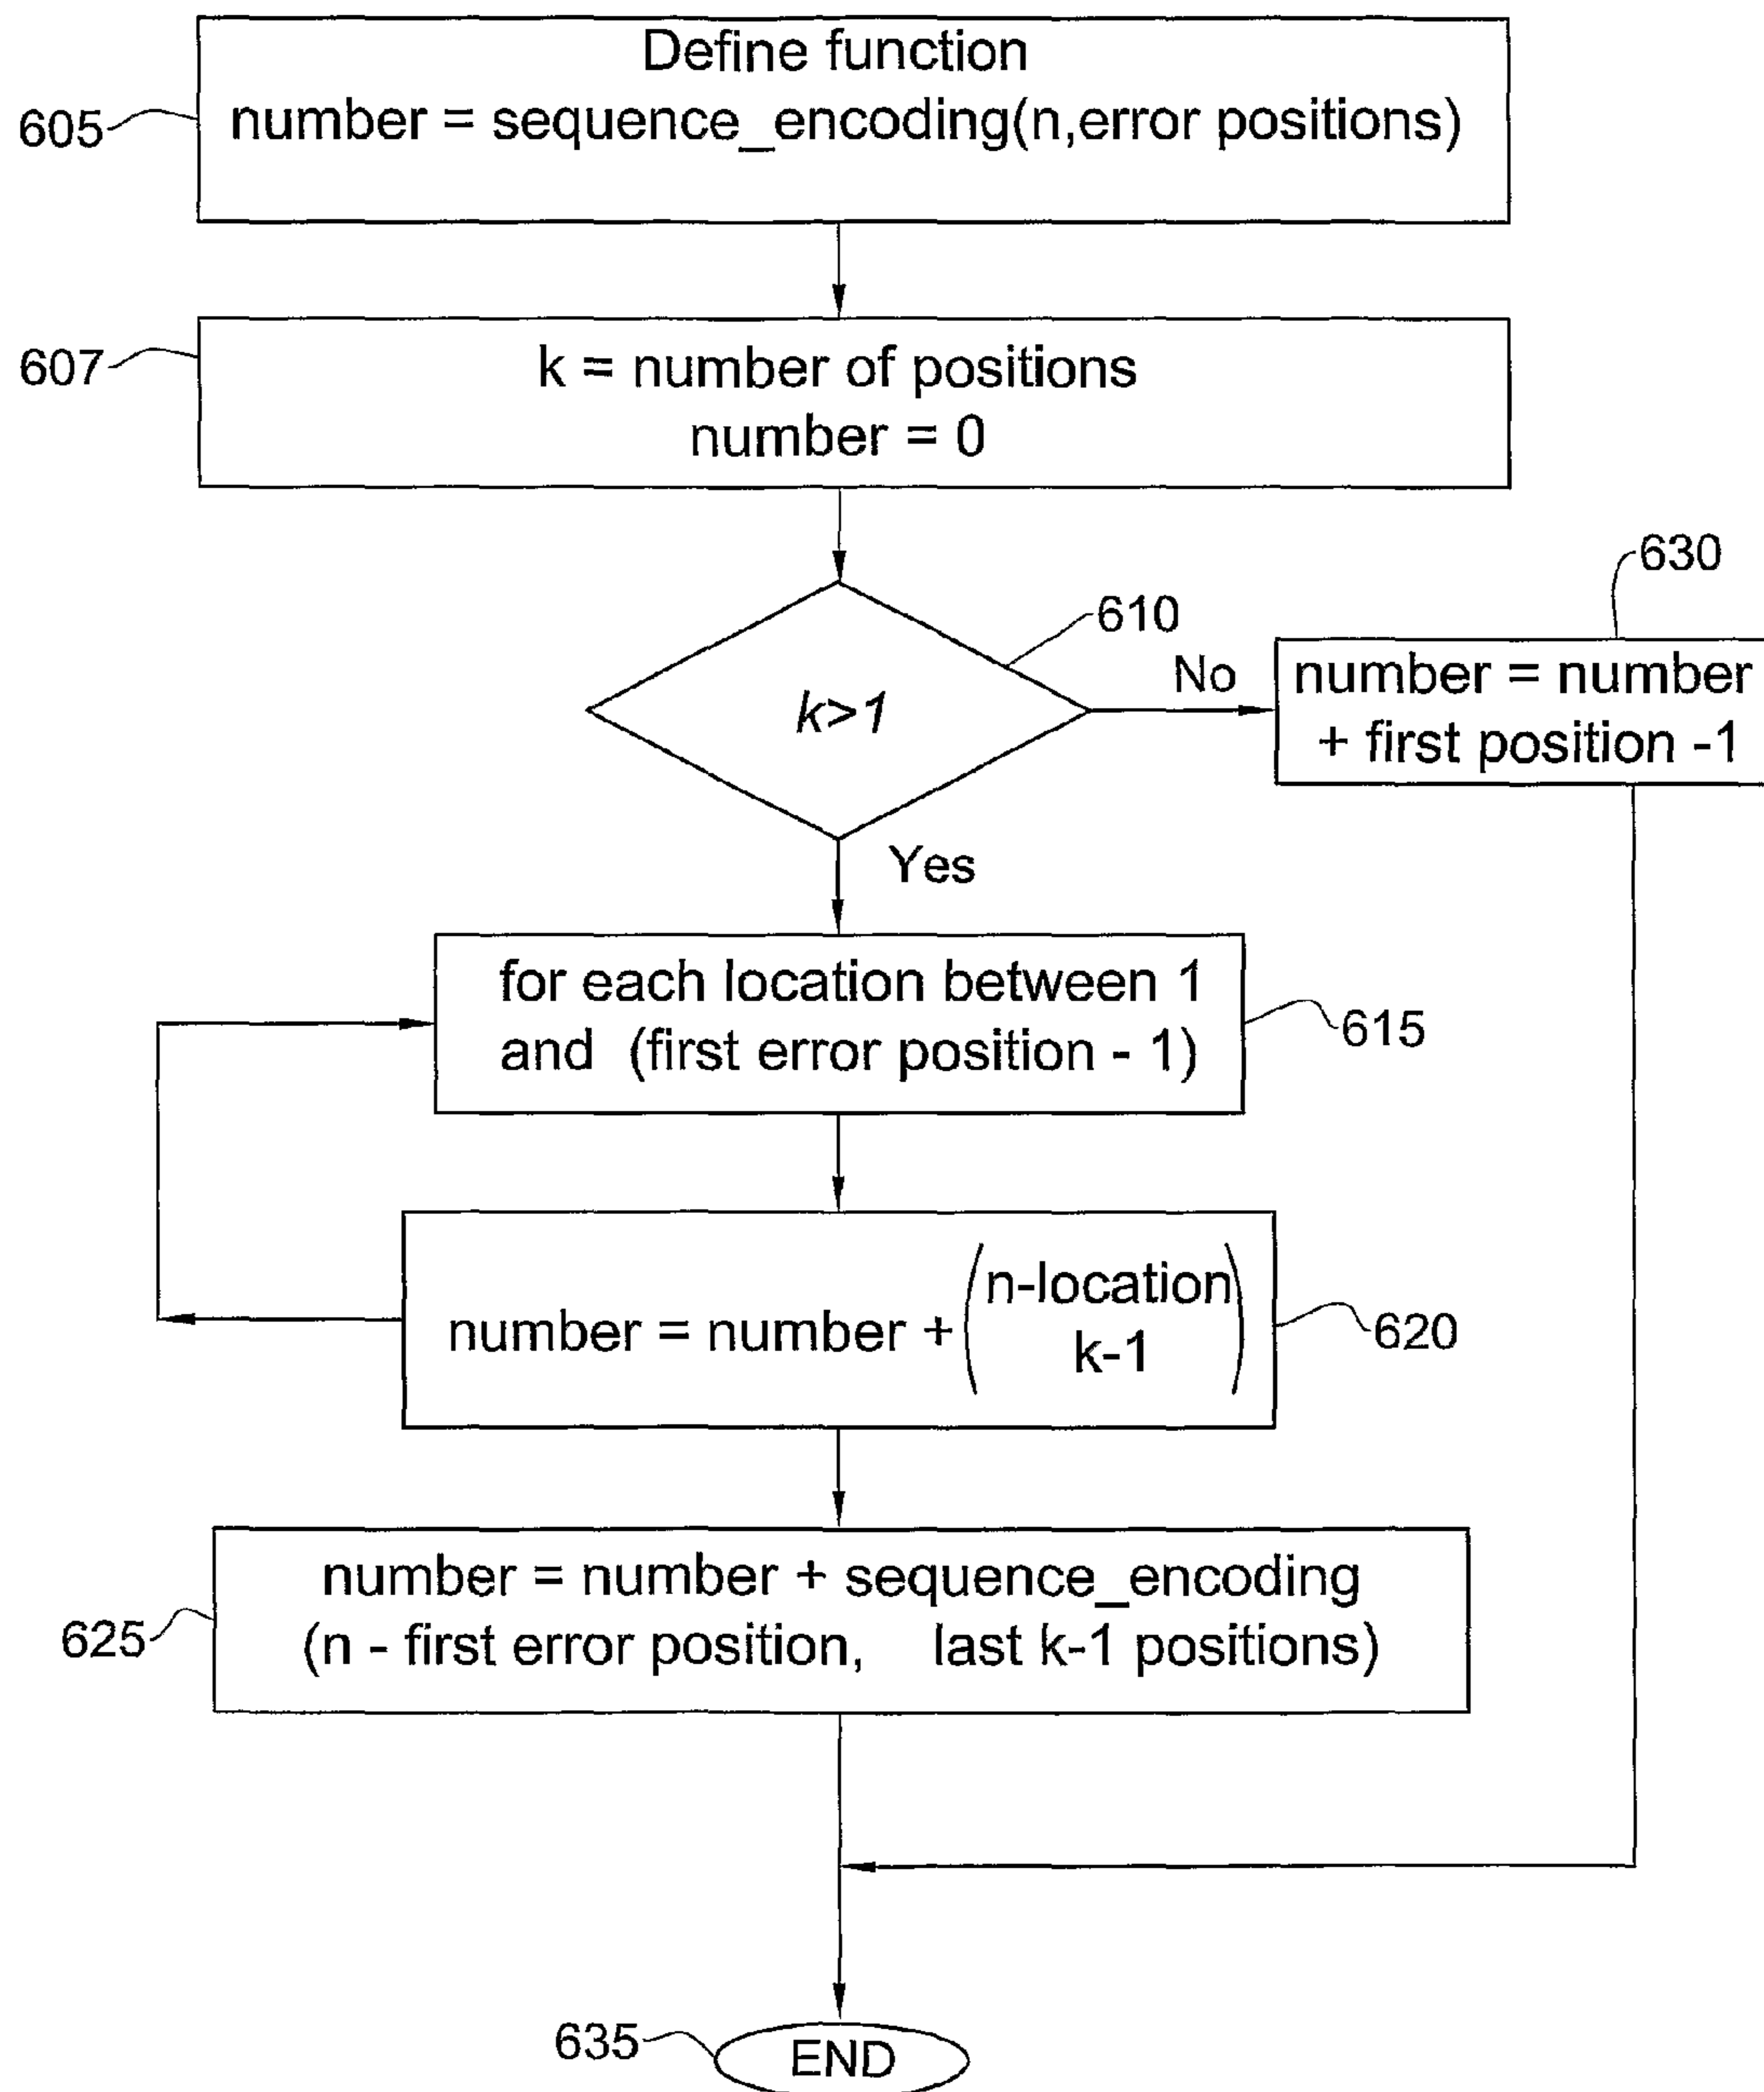 Define function
605
number = sequence_encoding(n,error positions)
607
k = number of positions
number = 0
630
610
No
number = number
+ first position -1
k>1
Yes
for each location between 1
and (first error position - 1)
615
n-location
number = number + ( )
k-1
620
number = number + sequence_encoding
625
(n - first error position, last k-1 positions)
635
END